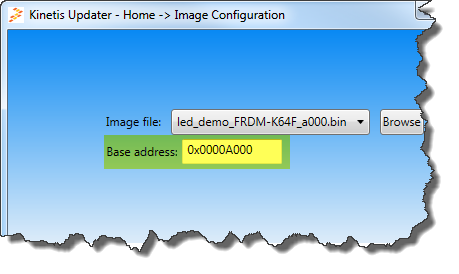 Kinetis Updater - Home -> Image Configuration
Image file: led_demo_FRDM-K64F_a000.bin Browse
Base address: 0x0000A000